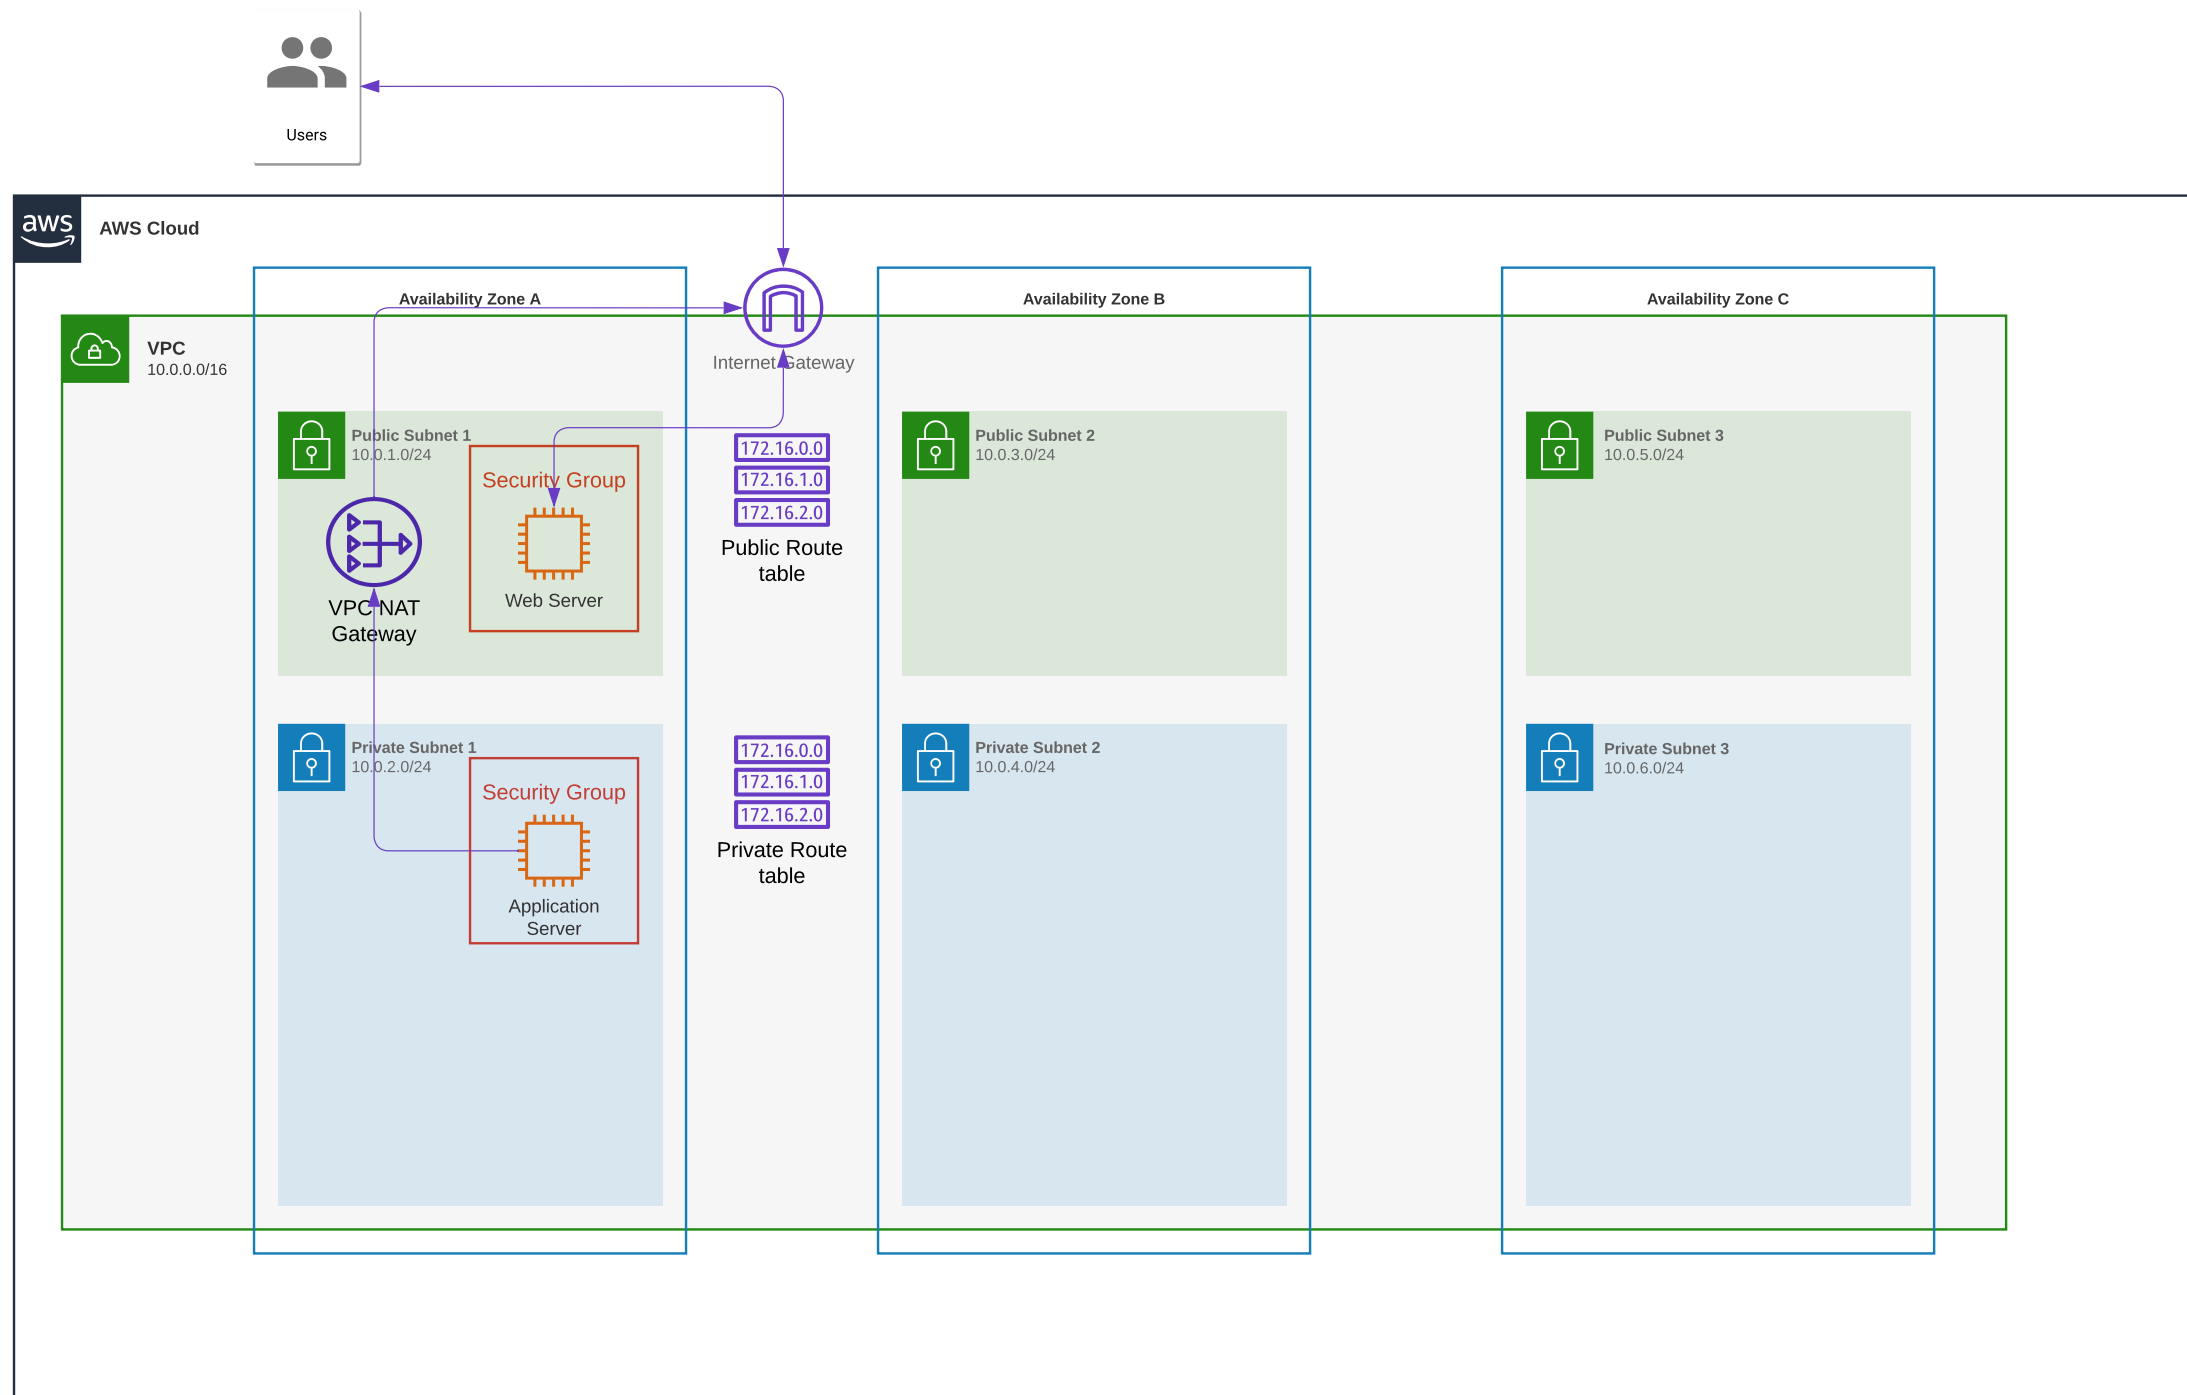 Users
aws
AWS Cloud
Availability Zone A
Availability Zone B
Availability Zone C
VPC
10.0.0.0/16
Internet Gateway
Public Subnet 1
10.0.1.0/24
Security Group
Web Server
VPC NAT
Gateway
172.16.0.0
172.16.1.0
172.16.2.0
Public Route
table
Public Subnet 2
10.0.3.0/24
Public Subnet 3
10.0.5.0/24
Private Subnet 1
10.0.2.0/24
Security Group
Application
Server
172.16.0.0
172.16.1.0
172.16.2.0
Private Route
table
Private Subnet 2
10.0.4.0/24
Private Subnet 3
10.0.6.0/24